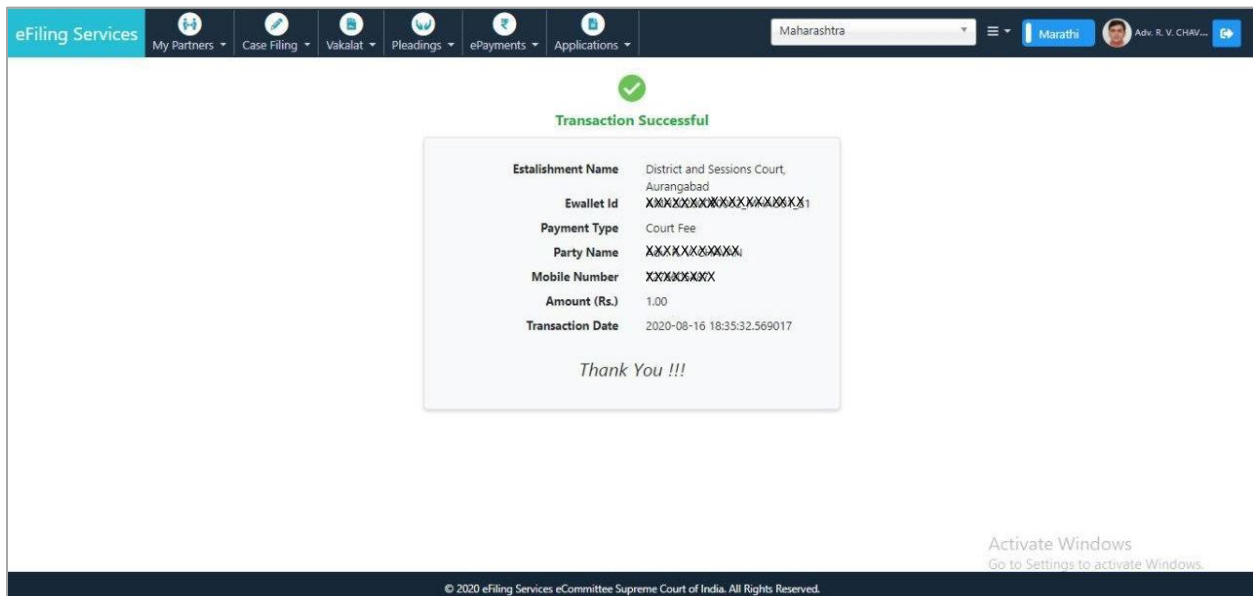 eFiling Services
My Partners
Case Filing
Vakalat
Pleadings
ePayments
Applications
Maharashtra
Marathi
Adv. R. V. CHAV...
Transaction Successful
Estalishment Name District and Sessions Court,
Aurangabad
Ewallet Id
Payment Type Court Fee
Party Name
Mobile Number
Amount (Rs.) 1.00
Transaction Date 2020-08-16 18:35:32.569017
Thank You !!!
Activate Windows
Go to Settings to activate Windows.
© 2020 eFiling Services eCommittee Supreme Court of India. All Rights Reserved.